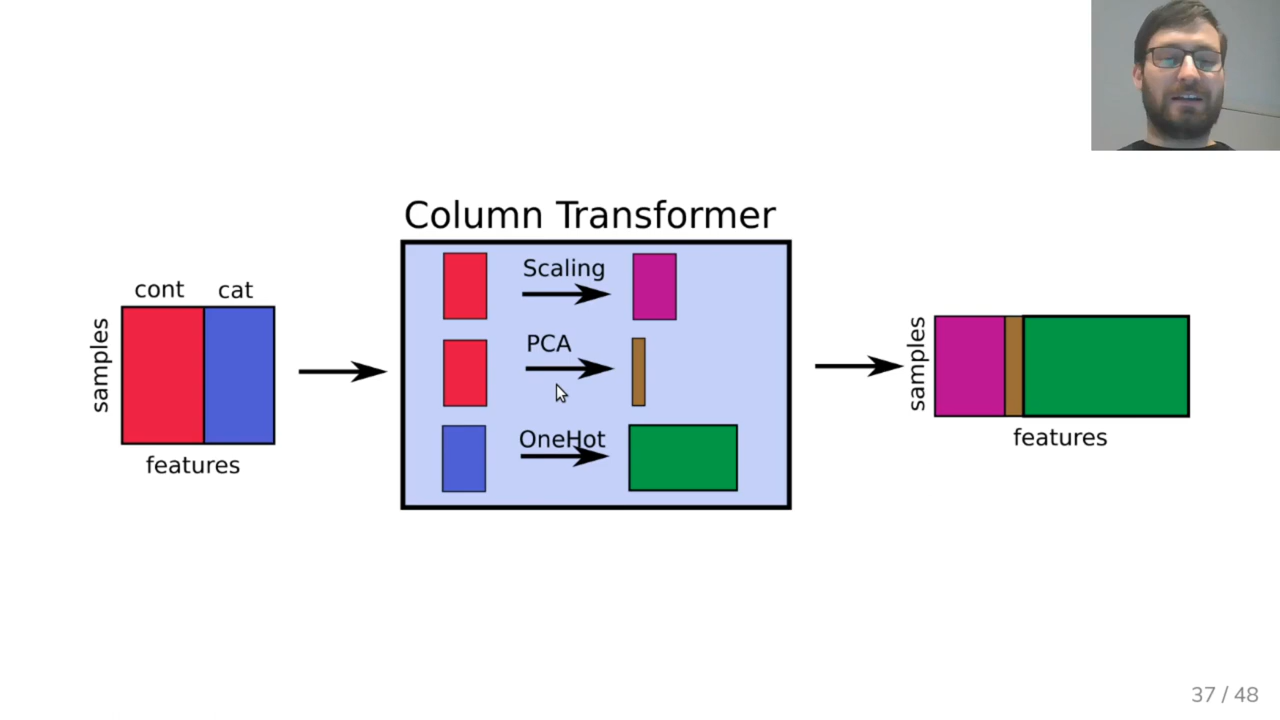 Column Transformer
cont
cat
samples
features
Scaling
PCA
OneHot
samples
features
37 / 48